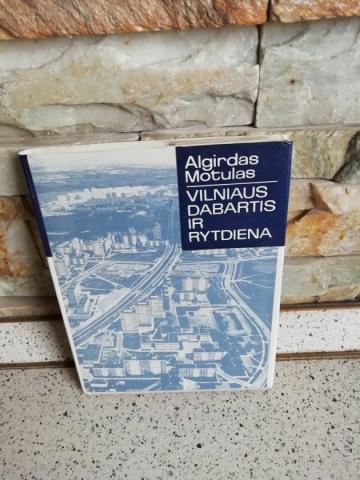 Algirdas
Motulas
VILNIAUS
DABARTIS
IR
RYTDIENA